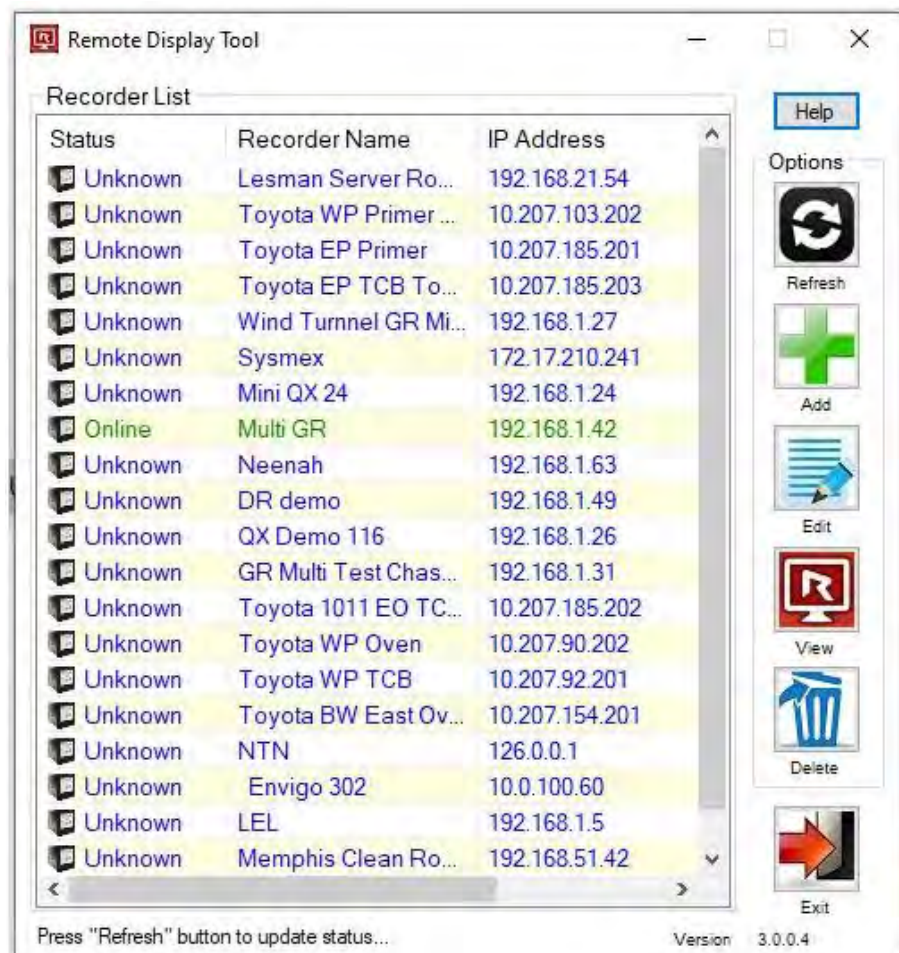 Remote Display Tool
Recorder List
Help
Status Recorder Name IP Address
Options
Unknown Lesman Server Ro... 192.168.21.54
Unknown Toyota WP Primer ... 10.207.103.202
Unknown Toyota EP Primer 10.207.185.201
Refresh
Unknown Toyota EP TCB To... 10.207.185.203
Unknown Wind Turnnel GR Mi... 192.168.1.27
Unknown Sysmex 172.17.210.241
Unknown Mini QX 24 192.168.1.24
Add
Online Multi GR 192.168.1.42
Unknown Neenah 192.168.1.63
Unknown DR demo 192.168.1.49
Unknown QX Demo 116 192.168.1.26
Edit
Unknown GR Multi Test Chas... 192.168.1.31
Unknown Toyota 1011 EO TC... 10.207.185.202
Unknown Toyota WP Oven 10.207.90.202
View
Unknown Toyota WP TCB 10.207.92.201
Unknown Toyota BW East Ov... 10.207.154.201
Unknown NTN 126.0.0.1
Delete
Unknown Envigo 302 10.0.100.60
Unknown LEL 192.168.1.5
Unknown Memphis Clean Ro... 192.168.51.42
Exit
Press "Refresh" button to update status...
Version 3.0.0.4